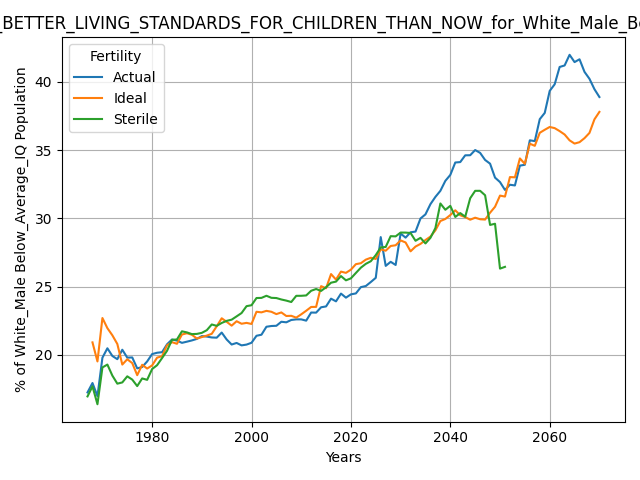 _BETTER_LIVING_STANDARDS_FOR_CHILDREN_THAN_NOW_for_White_Male_Be
Fertility
Actual
Ideal
Sterile
% of White_Male Below_Average_IQ Population
40
35
30
25
20
1980 2000 2020 2040 2060
Years